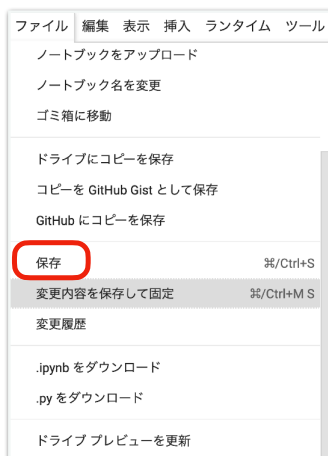 ファイル 編集 表示 挿入 ランタイム ツール
ノートブックをアップロード
ノートブック名を変更
ゴミ箱に移動
ドライブにコピーを保存
コピーを GitHub Gist として保存
GitHub にコピーを保存
保存 ⌘/Ctrl+S
変更内容を保存して固定 ⌘/Ctrl+M S
変更履歴
.ipynb をダウンロード
.py をダウンロード
ドライブ プレビューを更新